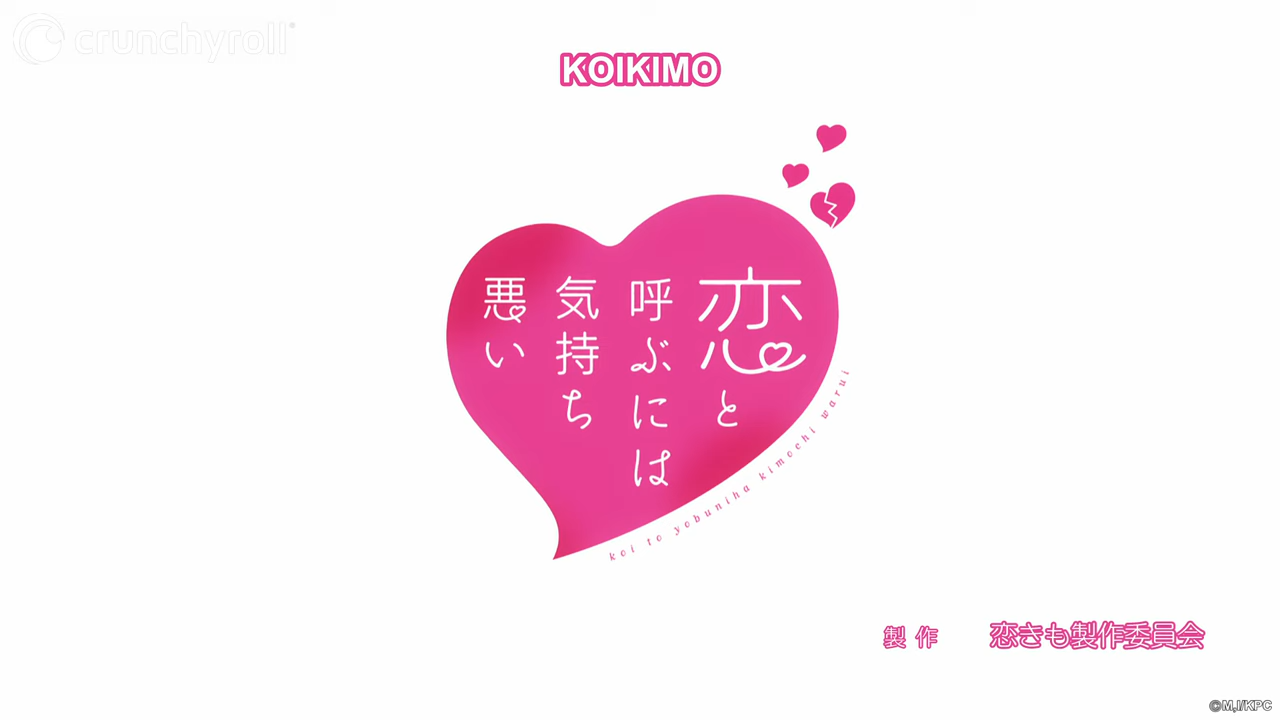 crunchyroll
KOIKIMO
恋と
呼ぶには
気持ち
悪い
koi to yobuniha kimochi warui
製作 恋きも製作委員会
©M,I/KPC